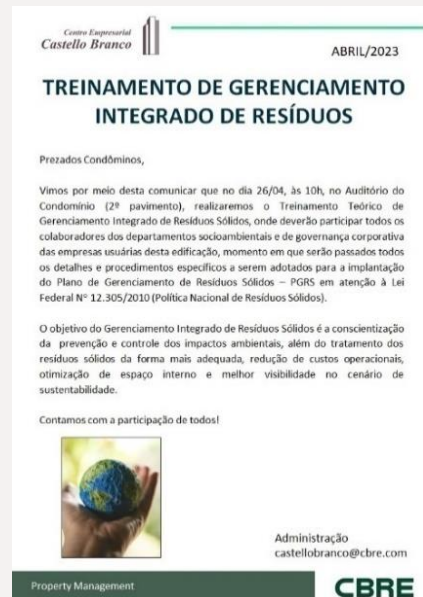 Centro Empresarial
Castello Branco
ABRIL/2023
TREINAMENTO DE GERENCIAMENTO
INTEGRADO DE RESÍDUOS
Prezados Condôminos,
Vimos por meio desta comunicar que no dia 26/04, às 10h, no Auditório do
Condomínio (2º pavimento), realizaremos o Treinamento Teórico de
Gerenciamento Integrado de Resíduos Sólidos, onde deverão participar todos os
colaboradores dos departamentos socioambientais e de governança corporativa
das empresas usuárias desta edificação, momento em que serão passados todos
os detalhes e procedimentos específicos a serem adotados para a implantação
do Plano de Gerenciamento de Resíduos Sólidos – PGRS em atenção à Lei
Federal Nº 12.305/2010 (Política Nacional de Resíduos Sólidos).
O objetivo do Gerenciamento Integrado de Resíduos Sólidos é a conscientização
da prevenção e controle dos impactos ambientais, além do tratamento dos
resíduos sólidos da forma mais adequada, redução de custos operacionais,
otimização de espaço interno e melhor visibilidade no cenário de
sustentabilidade.
Contamos com a participação de todos!
Administração
castellobranco@cbre.com
Property Management
CBRE